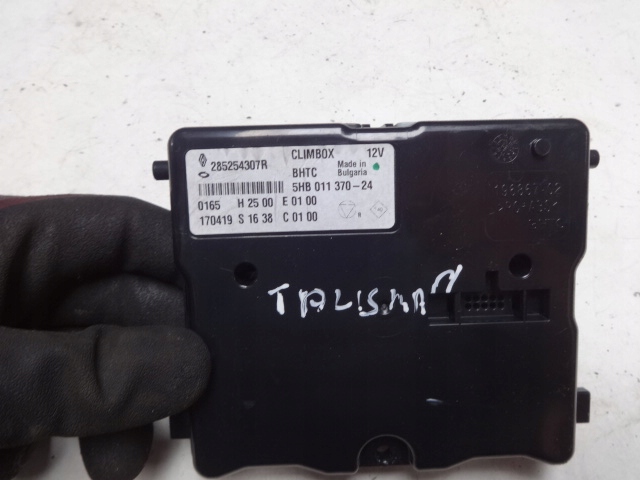 CLIMBOX 12V
285254307R
BHTC Made in Bulgaria
5HB 011 370-24
0165 H 25 00 E 01 00
170419 S 16 38 C 01 00
TALISMAN